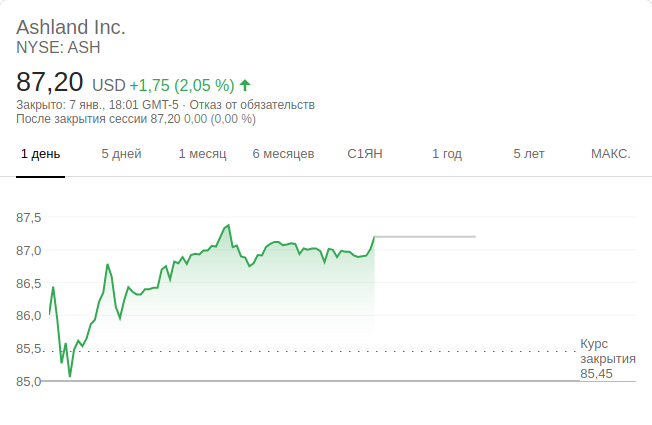 Ashland Inc.
NYSE: ASH
87,20 USD +1,75 (2,05 %)
Закрыто: 7 янв., 18:01 GMT-5 · Отказ от обязательств
После закрытия сессии 87,20 0,00 (0,00 %)
1 день 5 дней 1 месяц 6 месяцев С1ЯН 1 год 5 лет МАКС.
87,5
87,0
86,5
86,0
85,5
85,0
Курс
закрытия
85,45